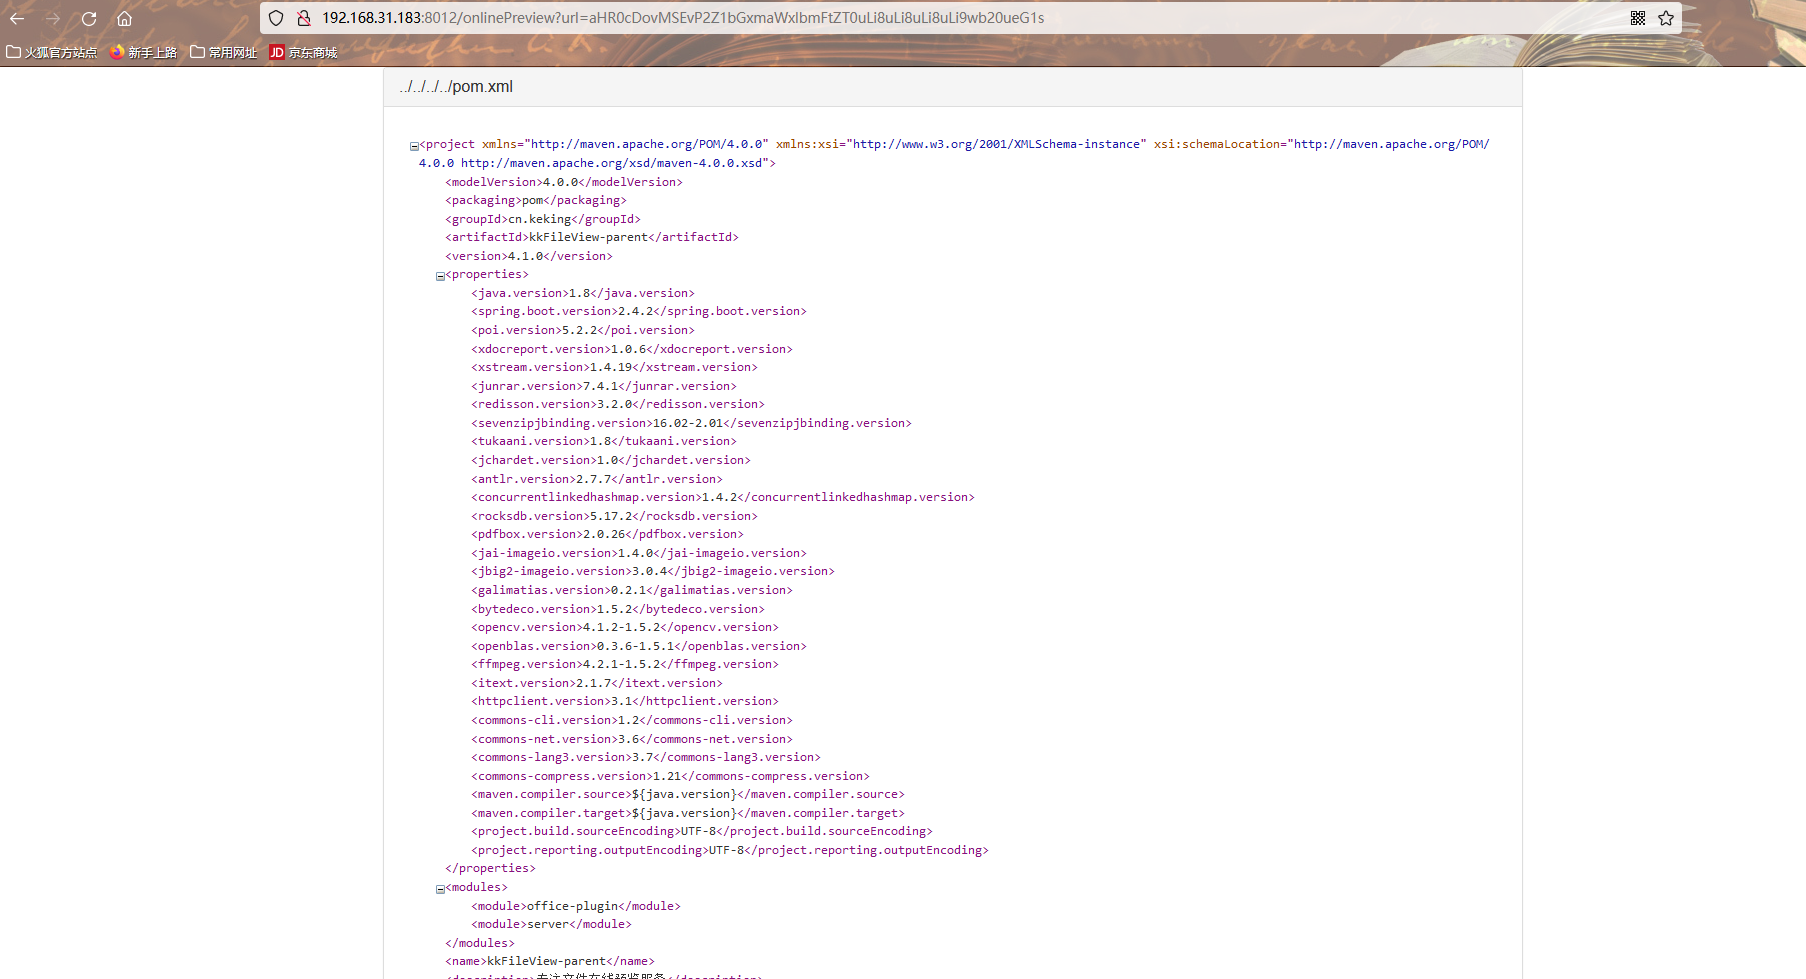 192.168.31.183:8012/onlinePreview?url=aHR0cDovMSEvP2Z1bGxmaWxlbmFtZT0uLi8uLi8uLi8uLi9wb20ueG1s
火狐官方站点 新手上路 常用网址 JD 京东商城
../../../../pom.xml
<project xmlns="http://maven.apache.org/POM/4.0.0" xmlns:xsi="http://www.w3.org/2001/XMLSchema-instance" xsi:schemaLocation="http://maven.apache.org/POM/
4.0.0 http://maven.apache.org/xsd/maven-4.0.0.xsd">
<modelVersion>4.0.0</modelVersion>
<packaging>pom</packaging>
<groupId>cn.keking</groupId>
<artifactId>kkFileView-parent</artifactId>
<version>4.1.0</version>
<properties>
<java.version>1.8</java.version>
<spring.boot.version>2.4.2</spring.boot.version>
<poi.version>5.2.2</poi.version>
<xdocreport.version>1.0.6</xdocreport.version>
<xstream.version>1.4.19</xstream.version>
<junrar.version>7.4.1</junrar.version>
<redisson.version>3.2.0</redisson.version>
<sevenzipjbinding.version>16.02-2.01</sevenzipjbinding.version>
<tukaani.version>1.8</tukaani.version>
<jchardet.version>1.0</jchardet.version>
<antlr.version>2.7.7</antlr.version>
<concurrentlinkedhashmap.version>1.4.2</concurrentlinkedhashmap.version>
<rocksdb.version>5.17.2</rocksdb.version>
<pdfbox.version>2.0.26</pdfbox.version>
<jai-imageio.version>1.4.0</jai-imageio.version>
<jbig2-imageio.version>3.0.4</jbig2-imageio.version>
<galimatias.version>0.2.1</galimatias.version>
<bytedeco.version>1.5.2</bytedeco.version>
<opencv.version>4.1.2-1.5.2</opencv.version>
<openblas.version>0.3.6-1.5.1</openblas.version>
<ffmpeg.version>4.2.1-1.5.2</ffmpeg.version>
<itext.version>2.1.7</itext.version>
<httpclient.version>3.1</httpclient.version>
<commons-cli.version>1.2</commons-cli.version>
<commons-net.version>3.6</commons-net.version>
<commons-lang3.version>3.7</commons-lang3.version>
<commons-compress.version>1.21</commons-compress.version>
<maven.compiler.source>${java.version}</maven.compiler.source>
<maven.compiler.target>${java.version}</maven.compiler.target>
<project.build.sourceEncoding>UTF-8</project.build.sourceEncoding>
<project.reporting.outputEncoding>UTF-8</project.reporting.outputEncoding>
</properties>
<modules>
<module>office-plugin</module>
<module>server</module>
</modules>
<name>kkFileView-parent</name>
<description>专注文件在线预览服务</description>